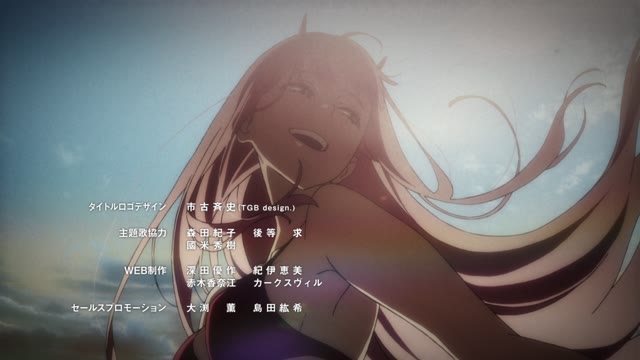 タイトルロゴデザイン 市古斉史(TGB design.)
主題歌協力 森田紀子 後等 求
國米秀樹
WEB制作 深田優作 紀伊恵美
赤木香奈江 カークスヴィル
セールスプロモーション 大渕 薫 島田紘希